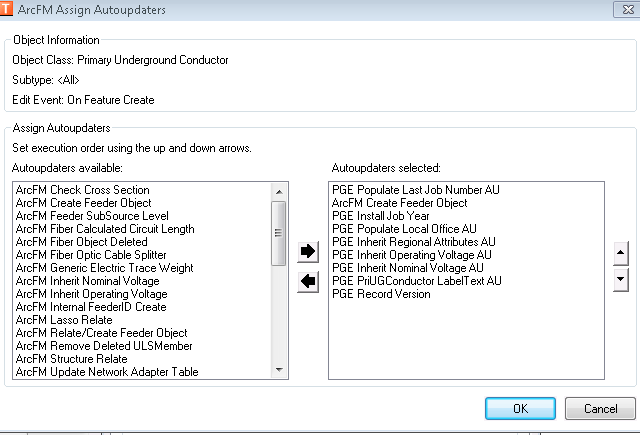 T ArcFM Assign Autoupdaters
Object Information
Object Class: Primary Underground Conductor
Subtype: <All>
Edit Event: On Feature Create
Assign Autoupdaters
Set execution order using the up and down arrows.
Autoupdaters available:
ArcFM Check Cross Section
ArcFM Create Feeder Object
ArcFM Feeder SubSource Level
ArcFM Fiber Calculated Circuit Length
ArcFM Fiber Object Deleted
ArcFM Fiber Optic Cable Splitter
ArcFM Generic Electric Trace Weight
ArcFM Inherit Nominal Voltage
ArcFM Inherit Operating Voltage
ArcFM Internal FeederID Create
ArcFM Lasso Relate
ArcFM Relate/Create Feeder Object
ArcFM Remove Deleted ULSMember
ArcFM Structure Relate
ArcFM Update Network Adapter Table
Autoupdaters selected:
PGE Populate Last Job Number AU
ArcFM Create Feeder Object
PGE Install Job Year
PGE Populate Local Office AU
PGE Inherit Regional Attributes AU
PGE Inherit Operating Voltage AU
PGE Inherit Nominal Voltage AU
PGE PriUGConductor LabelText AU
PGE Record Version
OK
Cancel